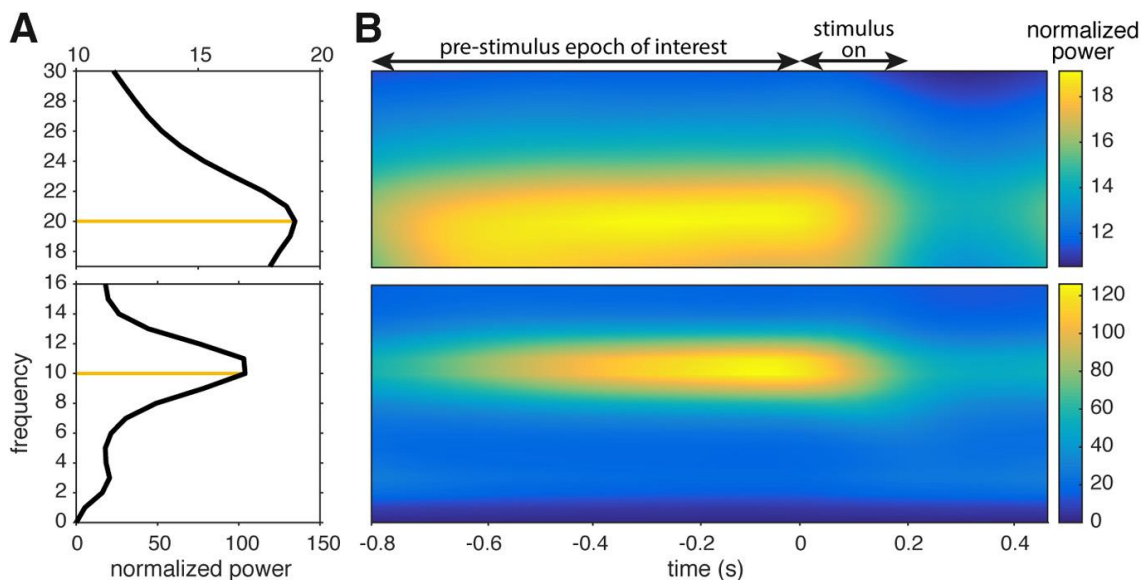 A
10 15 20
30
28
26
24
22
20
18
16
14
12
10
8
6
4
2
0
frequency
0 50 100 150
normalized power
B
pre-stimulus epoch of interest
stimulus
on
normalized
power
18
16
14
12
120
100
80
60
40
20
0
-0.8 -0.6 -0.4 -0.2 0 0.2 0.4
time (s)